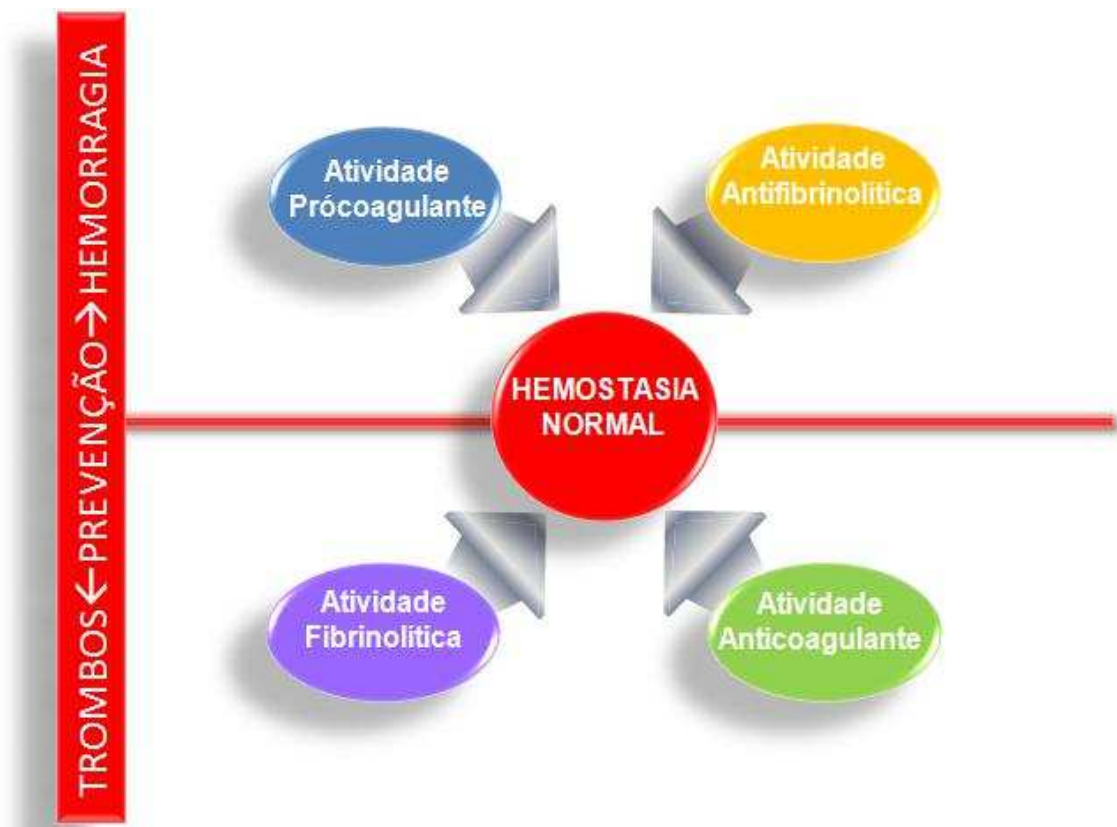 TROMBOS←PREVENÇÃO→HEMORRAGIA
Atividade
Prócoagulante
Atividade
Antifibrinolítica
HEMOSTASIA
NORMAL
Atividade
Fibrinolítica
Atividade
Anticoagulante